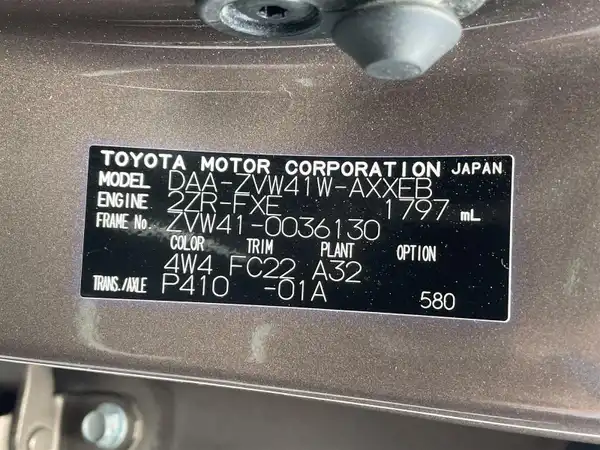 TOYOTA MOTOR CORPORATION JAPAN
MODEL DAA-ZVW41W-AXXEB
ENGINE 2ZR-FXE 1797 mL
FRAME No. ZVW41-0036130
COLOR TRIM PLANT OPTION
4W4 FC22 A32
TRANS./AXLE P410 -01A 580